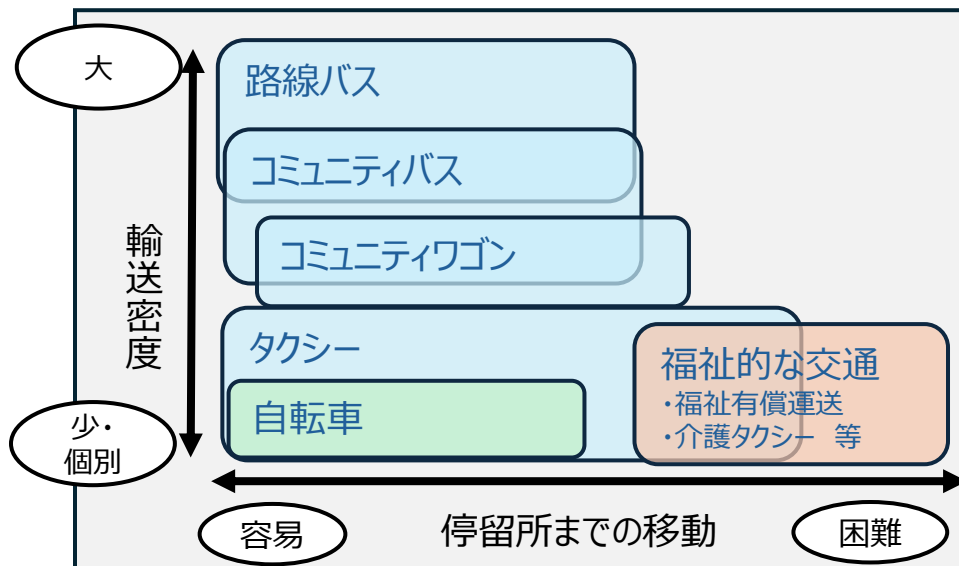 大
路線バス
コミュニティバス
コミュニティワゴン
輸送密度
タクシー
自転車
福祉的な交通
・福祉有償運送
・介護タクシー 等
少・
個別
容易
停留所までの移動
困難